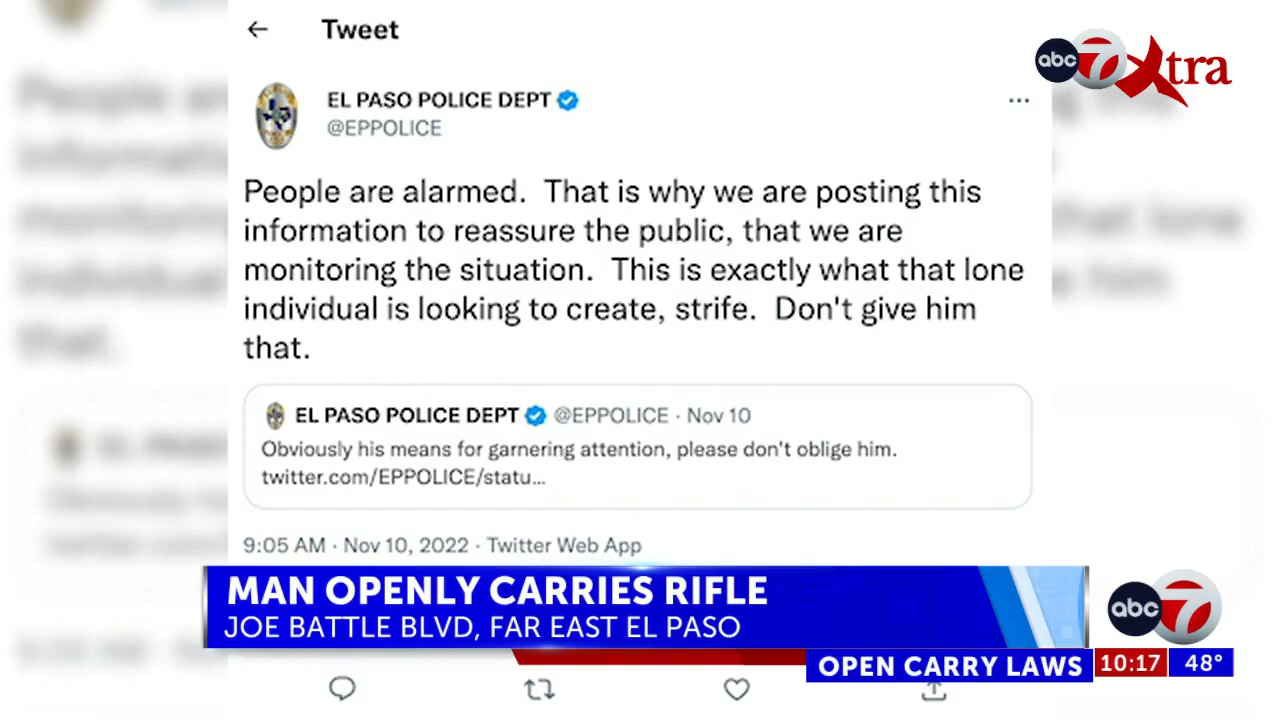 Tweet
abc 7 Xtra
EL PASO POLICE DEPT
@EPPOLICE
People are alarmed.  That is why we are posting this
information to reassure the public, that we are
monitoring the situation.  This is exactly what that lone
individual is looking to create, strife.  Don't give him
that.
EL PASO POLICE DEPT @EPPOLICE · Nov 10
Obviously his means for garnering attention, please don't oblige him.
twitter.com/EPPOLICE/statu...
9:05 AM · Nov 10, 2022 · Twitter Web App
MAN OPENLY CARRIES RIFLE
JOE BATTLE BLVD, FAR EAST EL PASO
abc 7
OPEN CARRY LAWS 10:17 48°